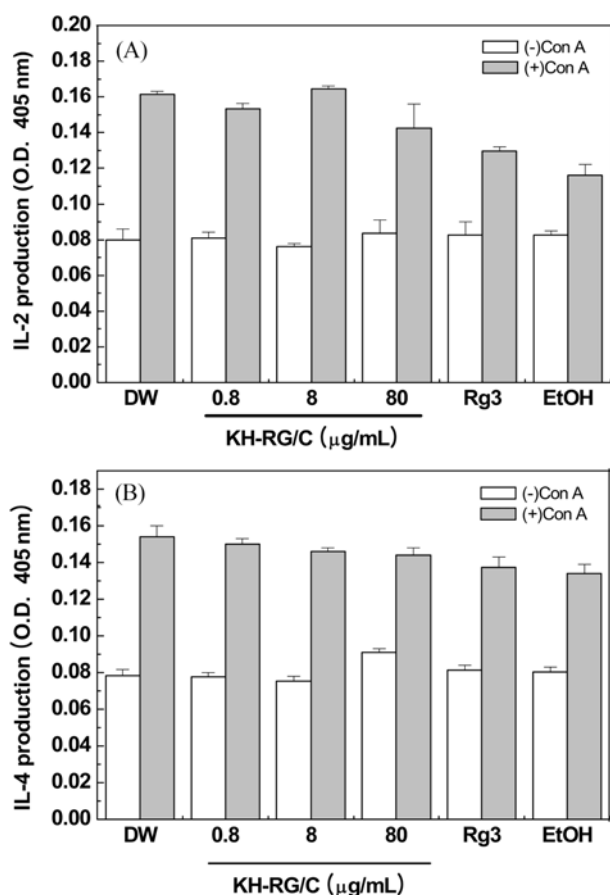 (A)
(-)Con A
(+)Con A
IL-2 production (O.D. 405 nm)
0.20
0.18
0.16
0.14
0.12
0.10
0.08
0.06
0.04
0.02
0.00
DW 0.8 8 80 Rg3 EtOH
KH-RG/C (μg/mL)
(B)
(-)Con A
(+)Con A
IL-4 production (O.D. 405 nm)
0.18
0.16
0.14
0.12
0.10
0.08
0.06
0.04
0.02
0.00
DW 0.8 8 80 Rg3 EtOH
KH-RG/C (μg/mL)